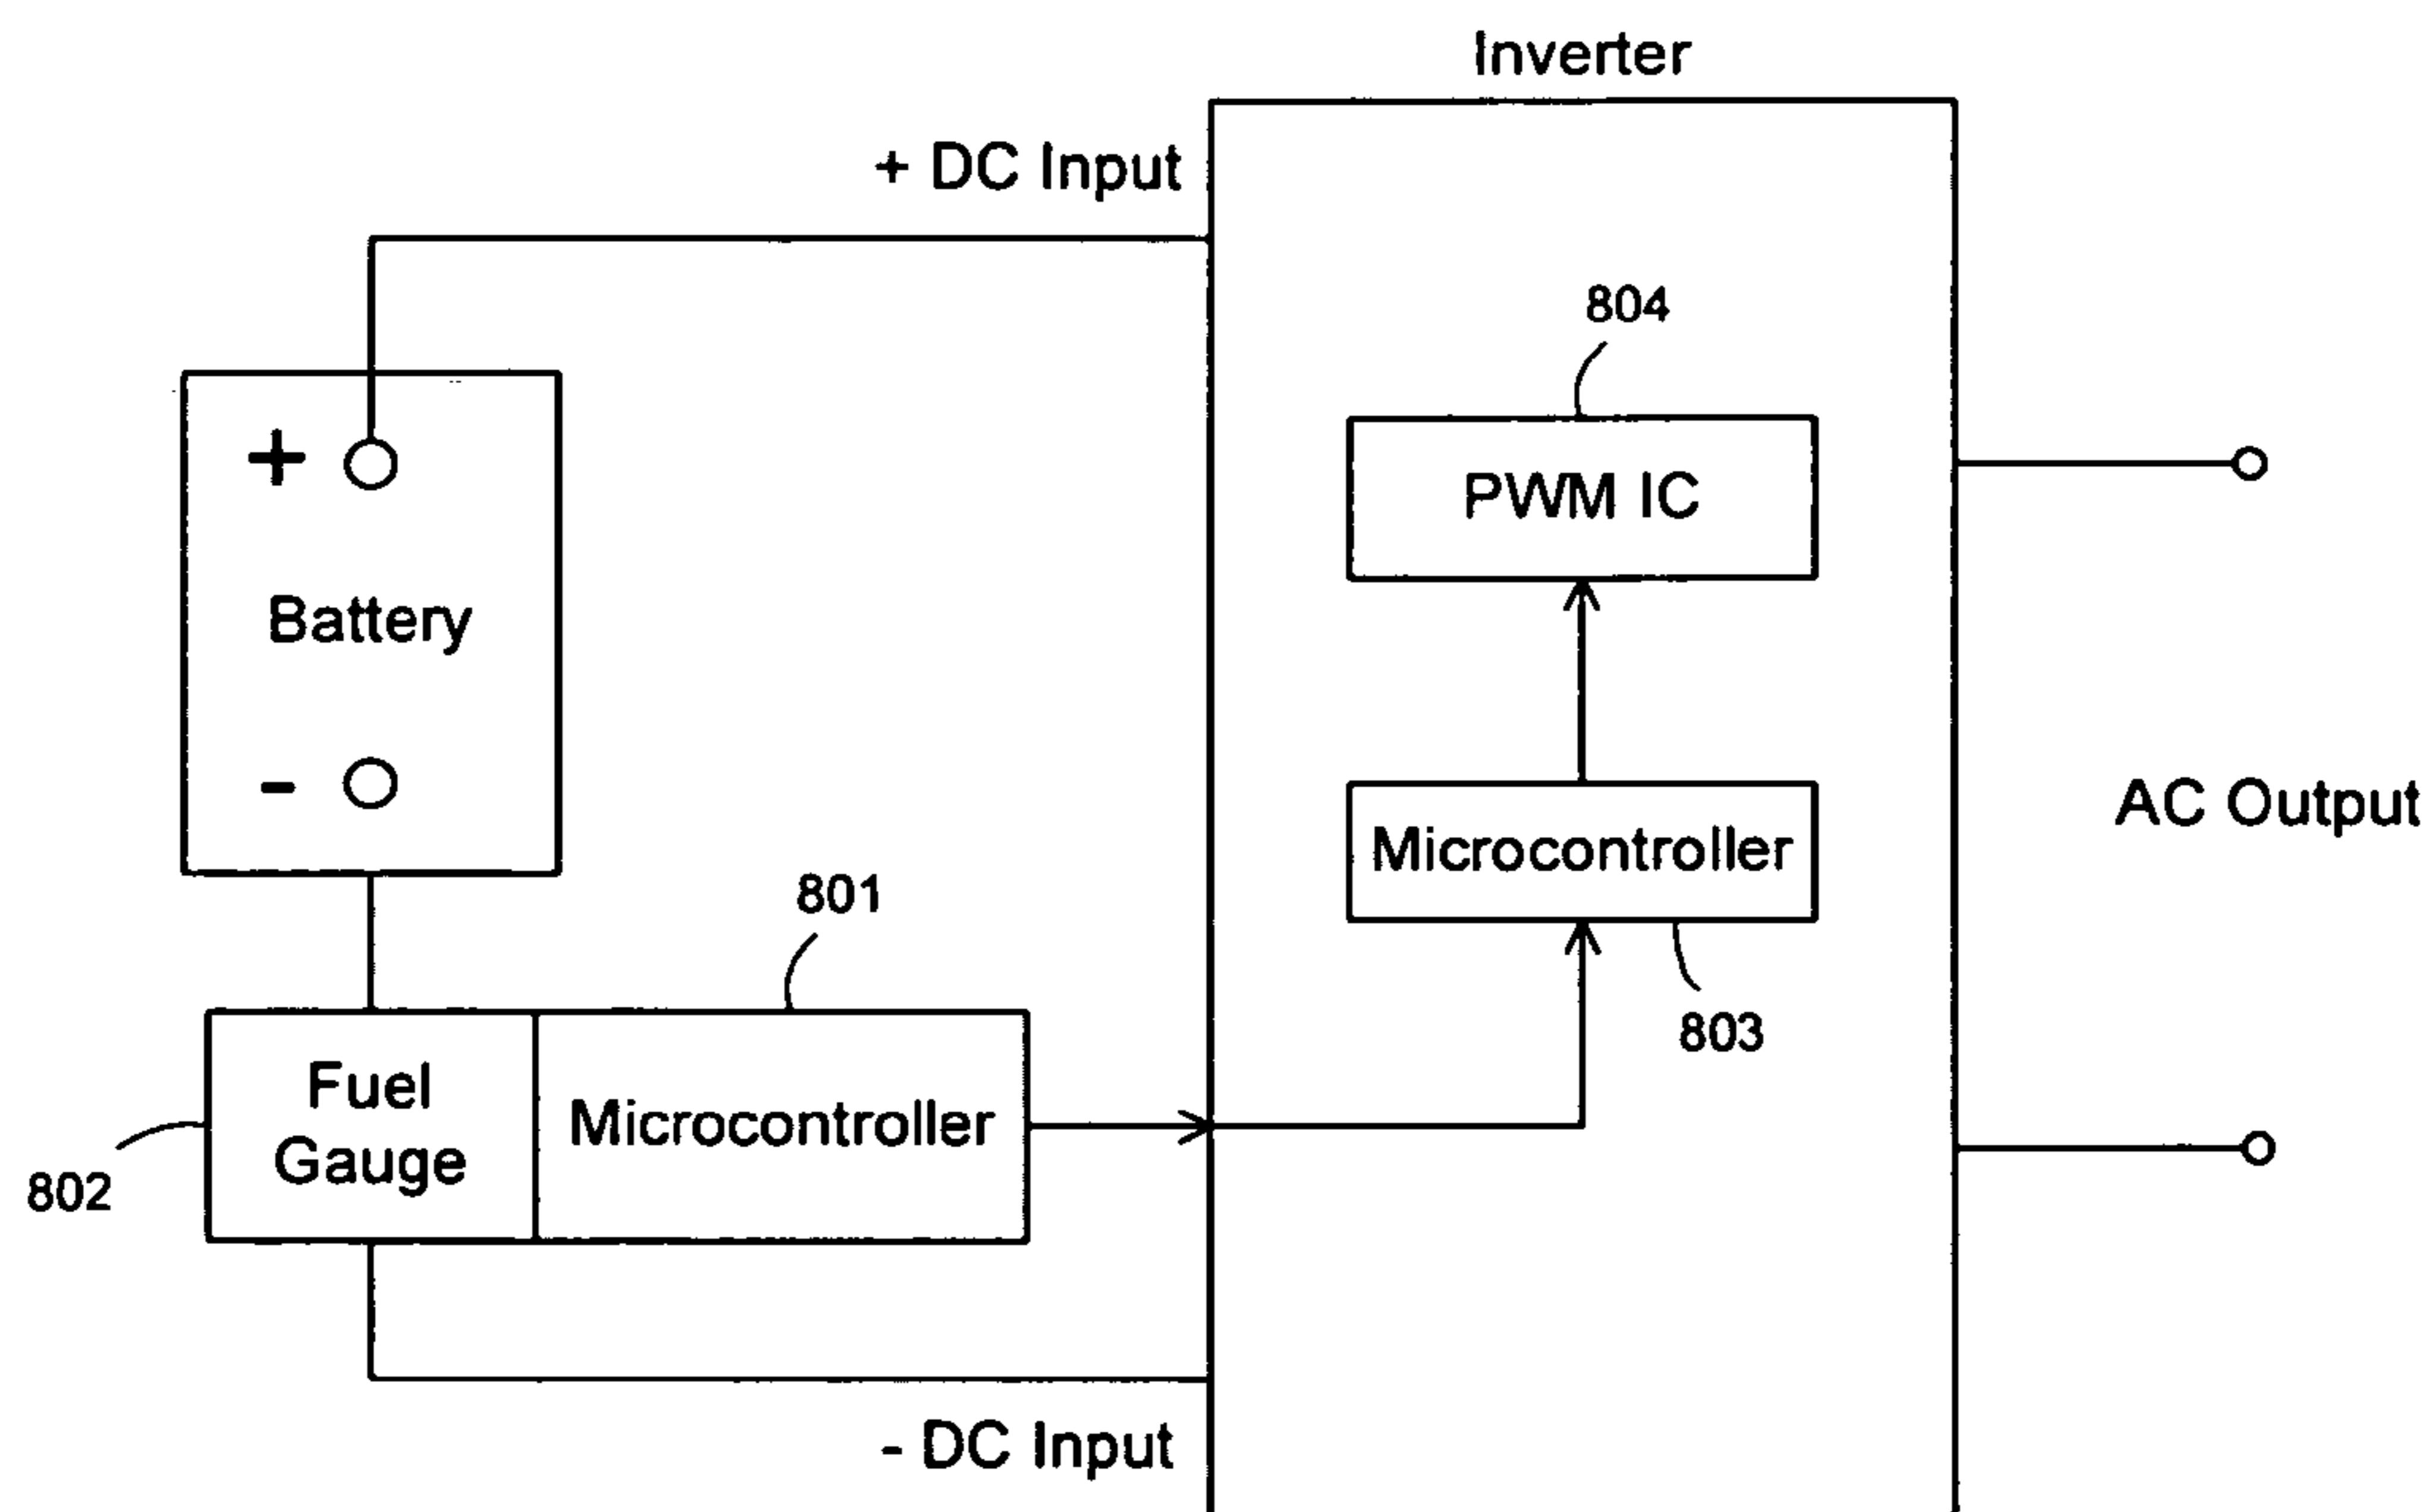 Inverter
+ DC Input
804
+
PWM IC
Battery
-
AC Output
Microcontroller
801
803
Fuel
Gauge
Microcontroller
802
- DC Input